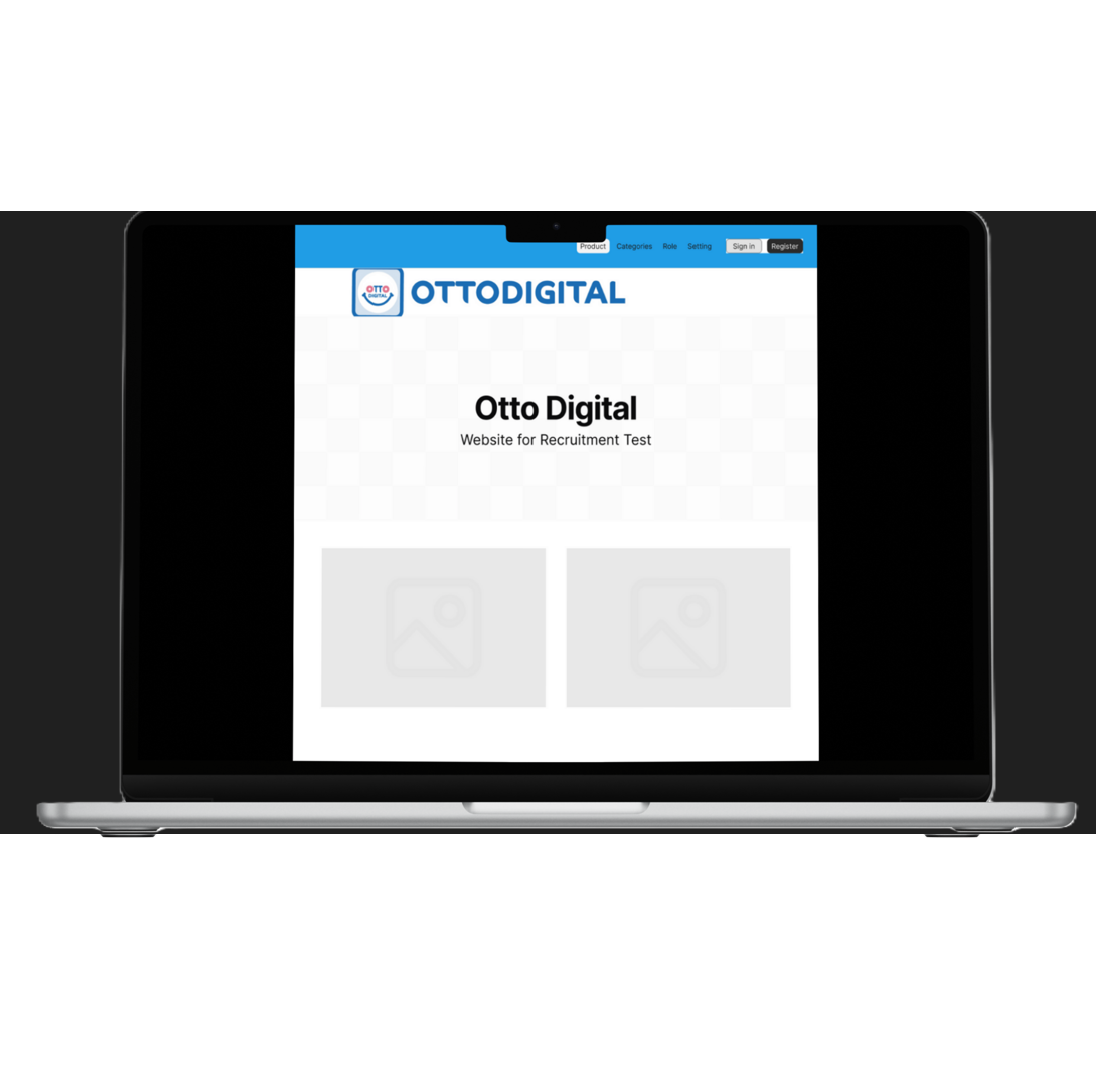 Product Categories Role Setting Sign in Register
OTTO
DIGITAL
OTTODIGITAL
Otto Digital
Website for Recruitment Test